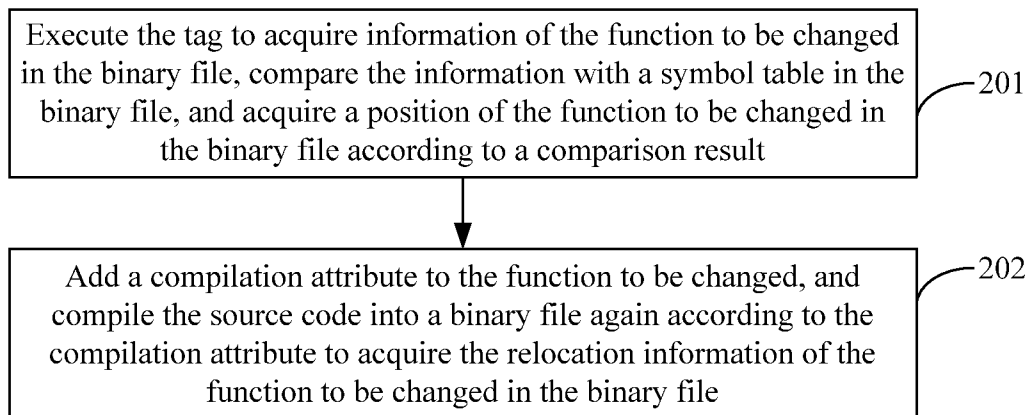 Execute the tag to acquire information of the function to be changed
in the binary file, compare the information with a symbol table in the
binary file, and acquire a position of the function to be changed in
the binary file according to a comparison result
201
Add a compilation attribute to the function to be changed, and
compile the source code into a binary file again according to the
compilation attribute to acquire the relocation information of the
function to be changed in the binary file
202